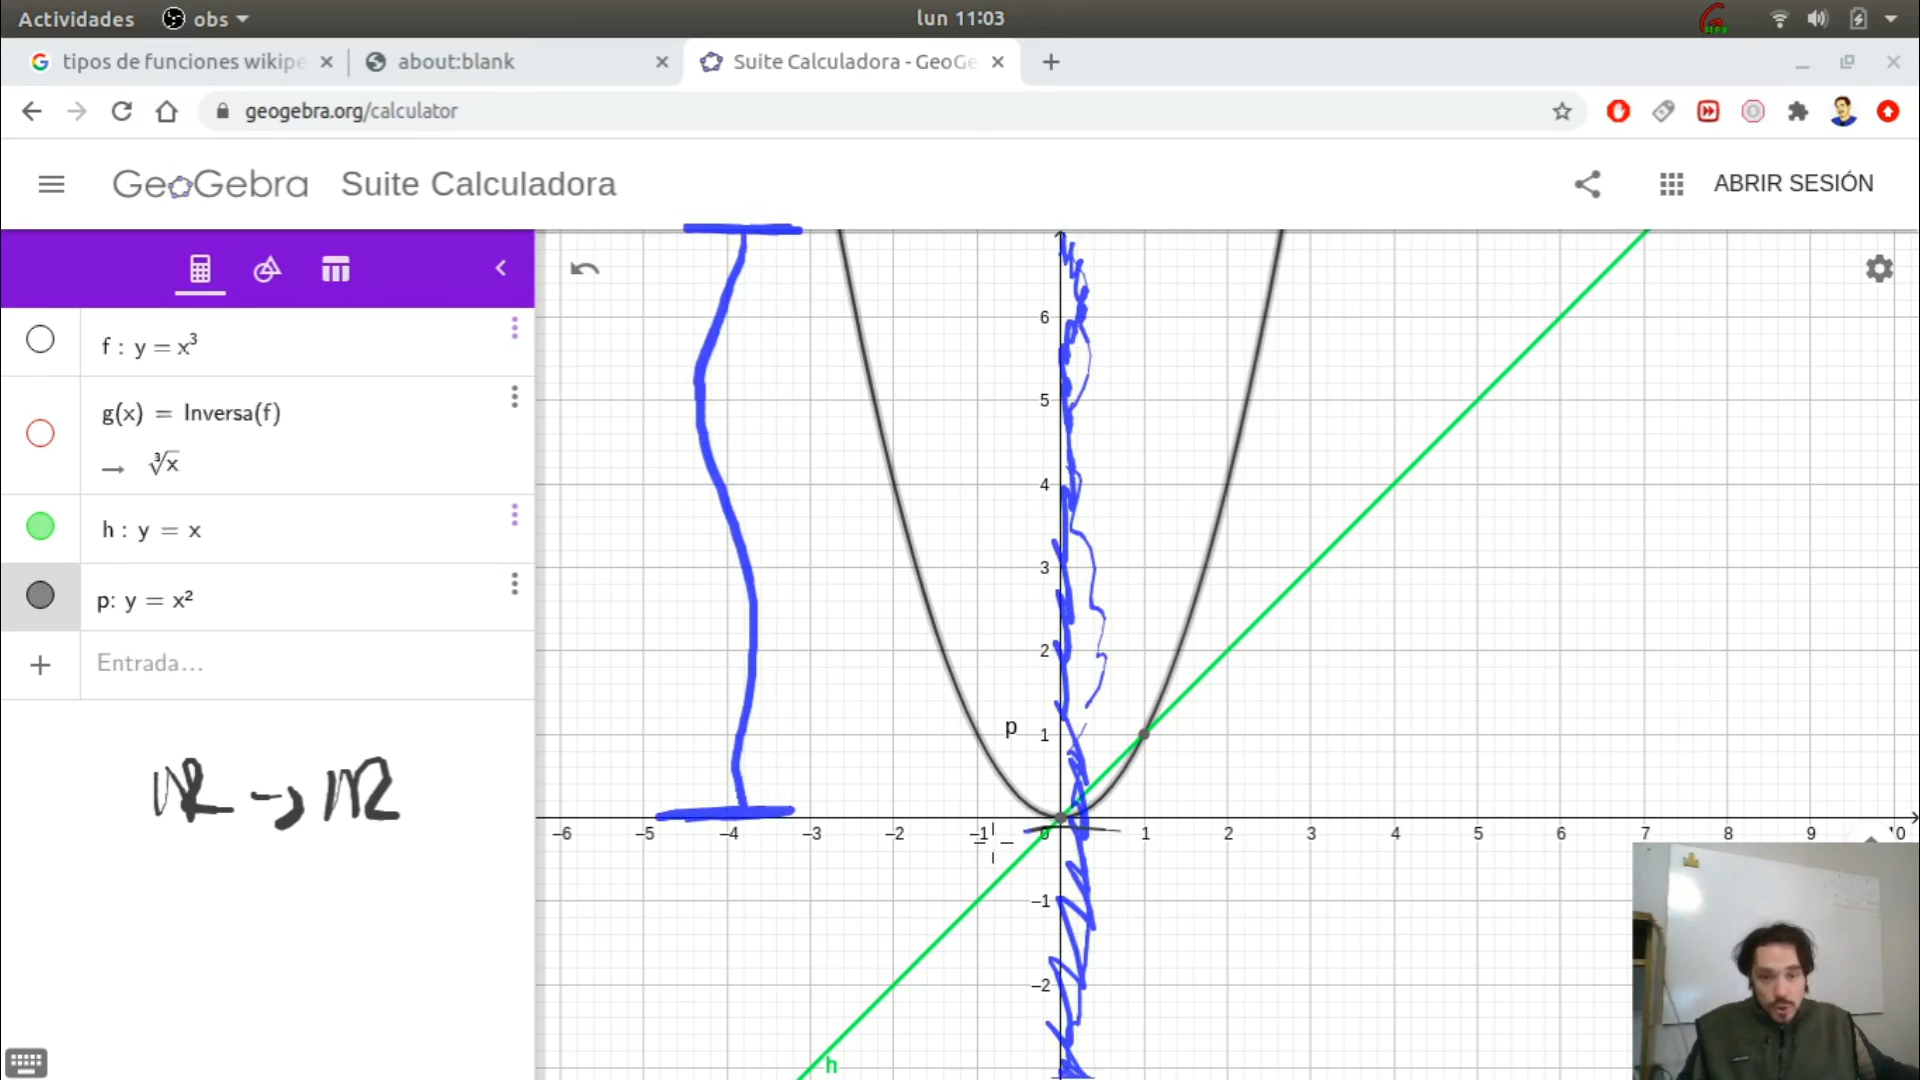 Actividades obs lun 11:03
tipos de funciones wikipe about:blank Suite Calculadora - GeoGe
geogebra.org/calculator
GeoGebra Suite Calculadora ABRIR SESIÓN
f : y = x³
g(x) = Inversa(f)
→ ∛x
h : y = x
p: y = x²
Entrada...
IR → IR
6
5
4
3
2
p 1
–6 –5 –4 –3 –2 –1 0 1 2 3 4 5 6 7 8 9
–1
–2
h